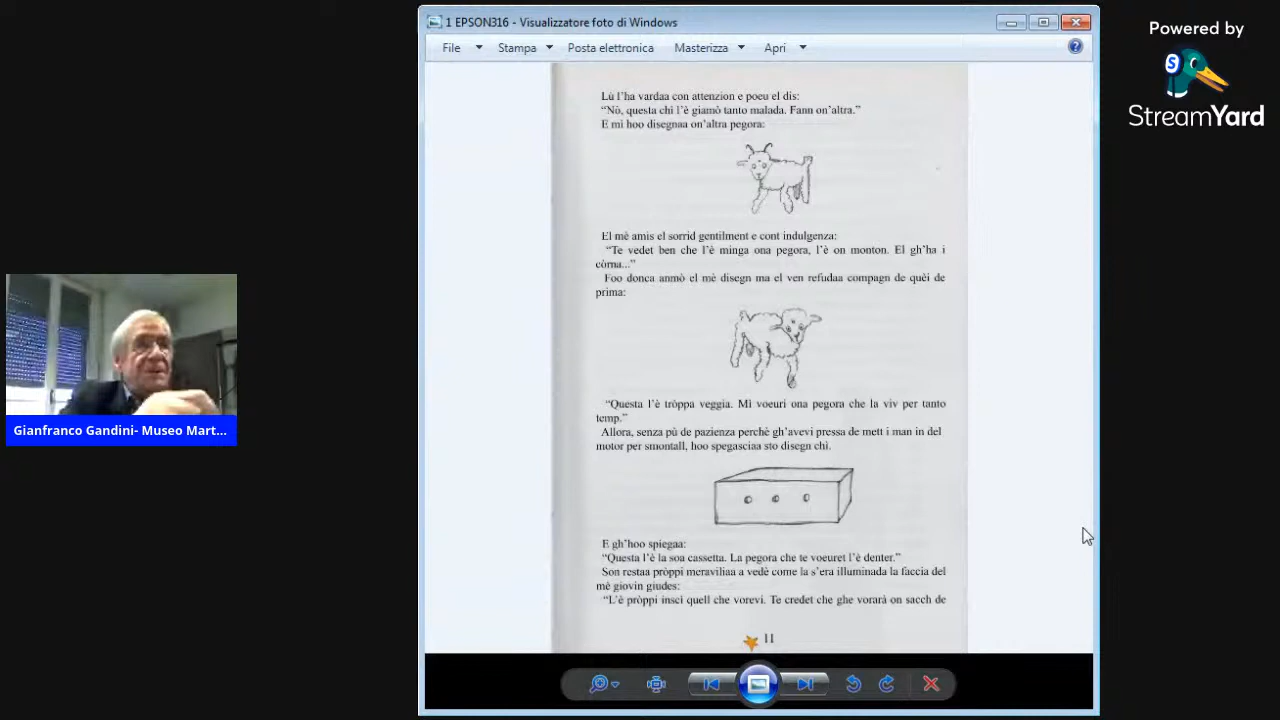 1 EPSON316 - Visualizzatore foto di Windows
File Stampa Posta elettronica Masterizza Apri
Powered by
StreamYard
Lù l'ha vardaa con attenzion e poeu el dis:
"Nò, questa chì l'è giamò tanto malada. Fann on'altra."
E mì hoo disegnaa on'altra pegora:
El mè amis el sorrid gentilment e cont indulgenza:
"Te vedet ben che l'è minga ona pegora, l'è on monton. El gh'ha i
còrna..."
Foo donca anmò el mè disegn ma el ven refudaa compagn de quèi de
prima:
"Questa l'è tròppa veggia. Mì voeuri ona pegora che la viv per tanto
temp."
Allora, senza pù de pazienza perchè gh'avevi pressa de mett i man in del
motor per smontall, hoo spegasciaa sto disegn chì.
E gh'hoo spiegaa:
"Questa l'è la soa cassetta. La pegora che te voeuret l'è denter."
Son restaa pròppi meraviliaa a vedè come la s'era illuminada la faccia del
mè giovin giudes:
"L'è pròppi inscì quell che vorevi. Te credet che ghe vorarà on sacch de
11
Gianfranco Gandini- Museo Mart...